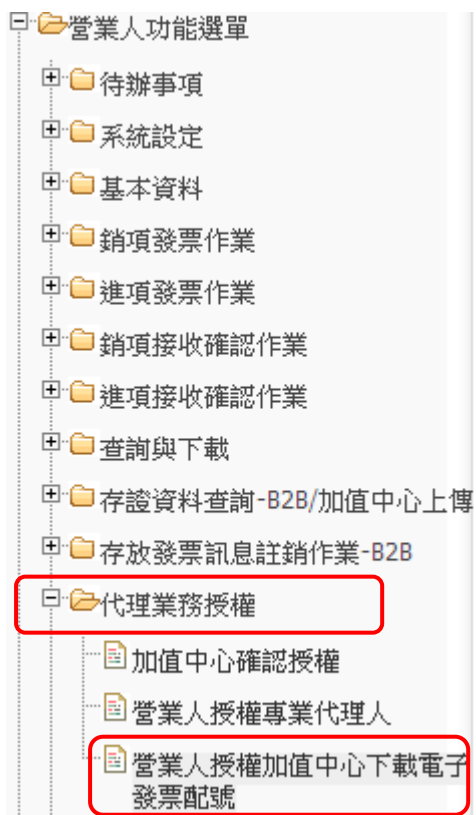 營業人功能選單
待辦事項
系統設定
基本資料
銷項發票作業
進項發票作業
銷項接收確認作業
進項接收確認作業
查詢與下載
存證資料查詢-B2B/加值中心上傳
存放發票訊息註銷作業-B2B
代理業務授權
加值中心確認授權
營業人授權專業代理人
營業人授權加值中心下載電子
發票配號